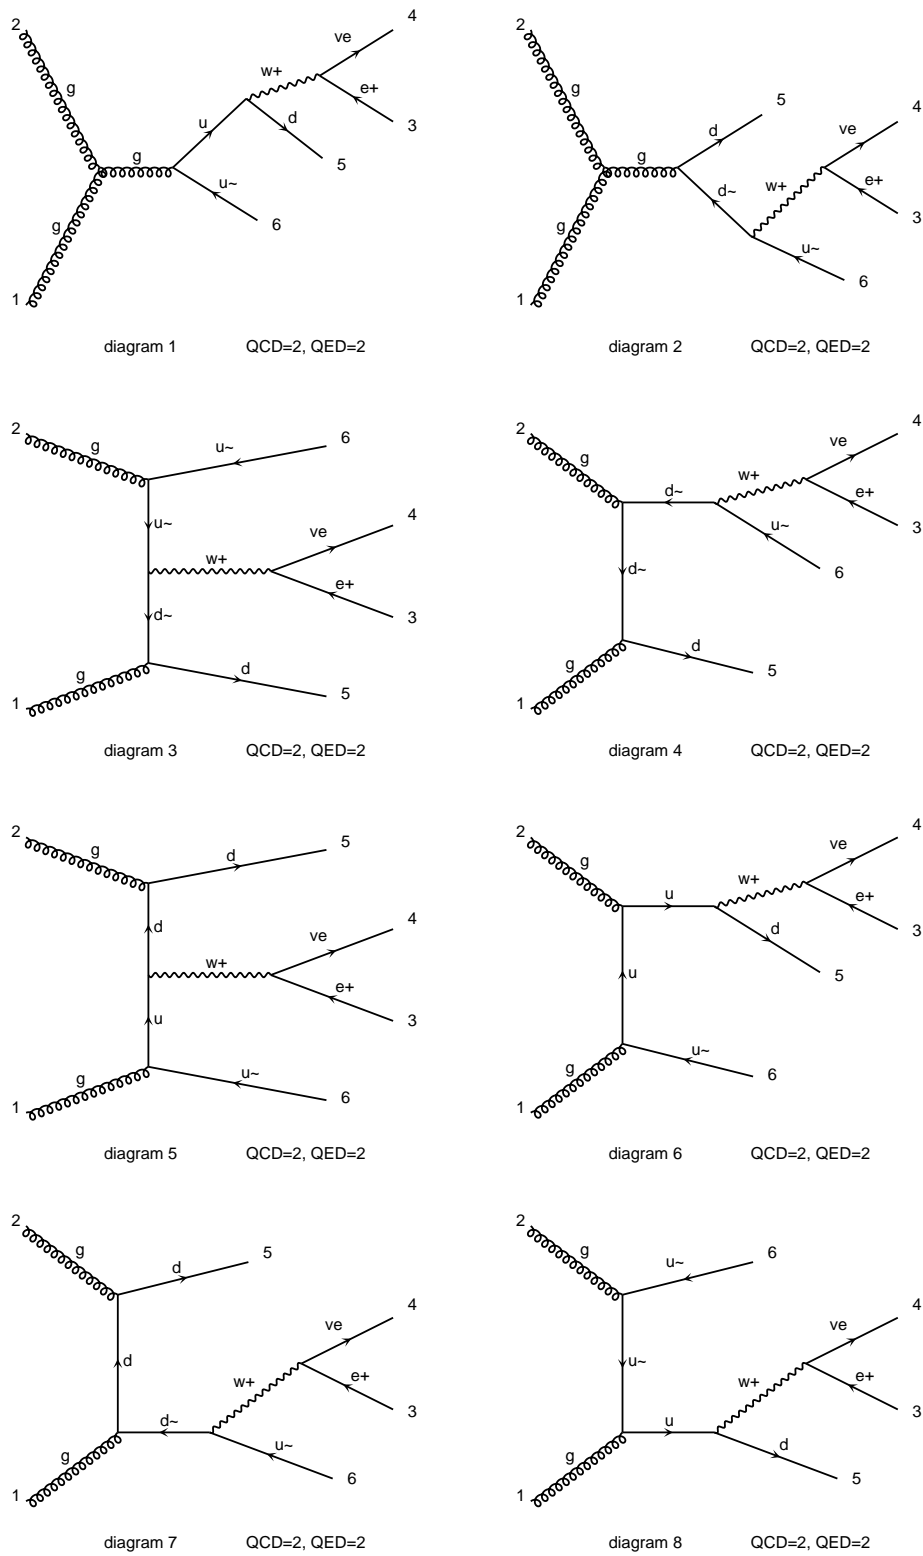 2
g
g
1
g
u
w+
ve
4
e+
3
d
5
u~
6
diagram 1 QCD=2, QED=2
2
g
g
1
g
d
5
d~
w+
ve
4
e+
3
u~
6
diagram 2 QCD=2, QED=2
2
g
u~
6
u~
w+
ve
4
e+
3
d~
g
1
d
5
diagram 3 QCD=2, QED=2
2
g
d~
w+
ve
4
e+
3
u~
6
d~
g
1
d
5
diagram 4 QCD=2, QED=2
2
g
d
5
d
w+
ve
4
e+
3
u
g
1
u~
6
diagram 5 QCD=2, QED=2
2
g
u
w+
ve
4
e+
3
d
5
u
g
1
u~
6
diagram 6 QCD=2, QED=2
2
g
d
5
d
w+
ve
4
e+
3
d~
g
1
u~
6
diagram 7 QCD=2, QED=2
2
g
u~
6
u~
w+
ve
4
e+
3
u
g
1
d
5
diagram 8 QCD=2, QED=2